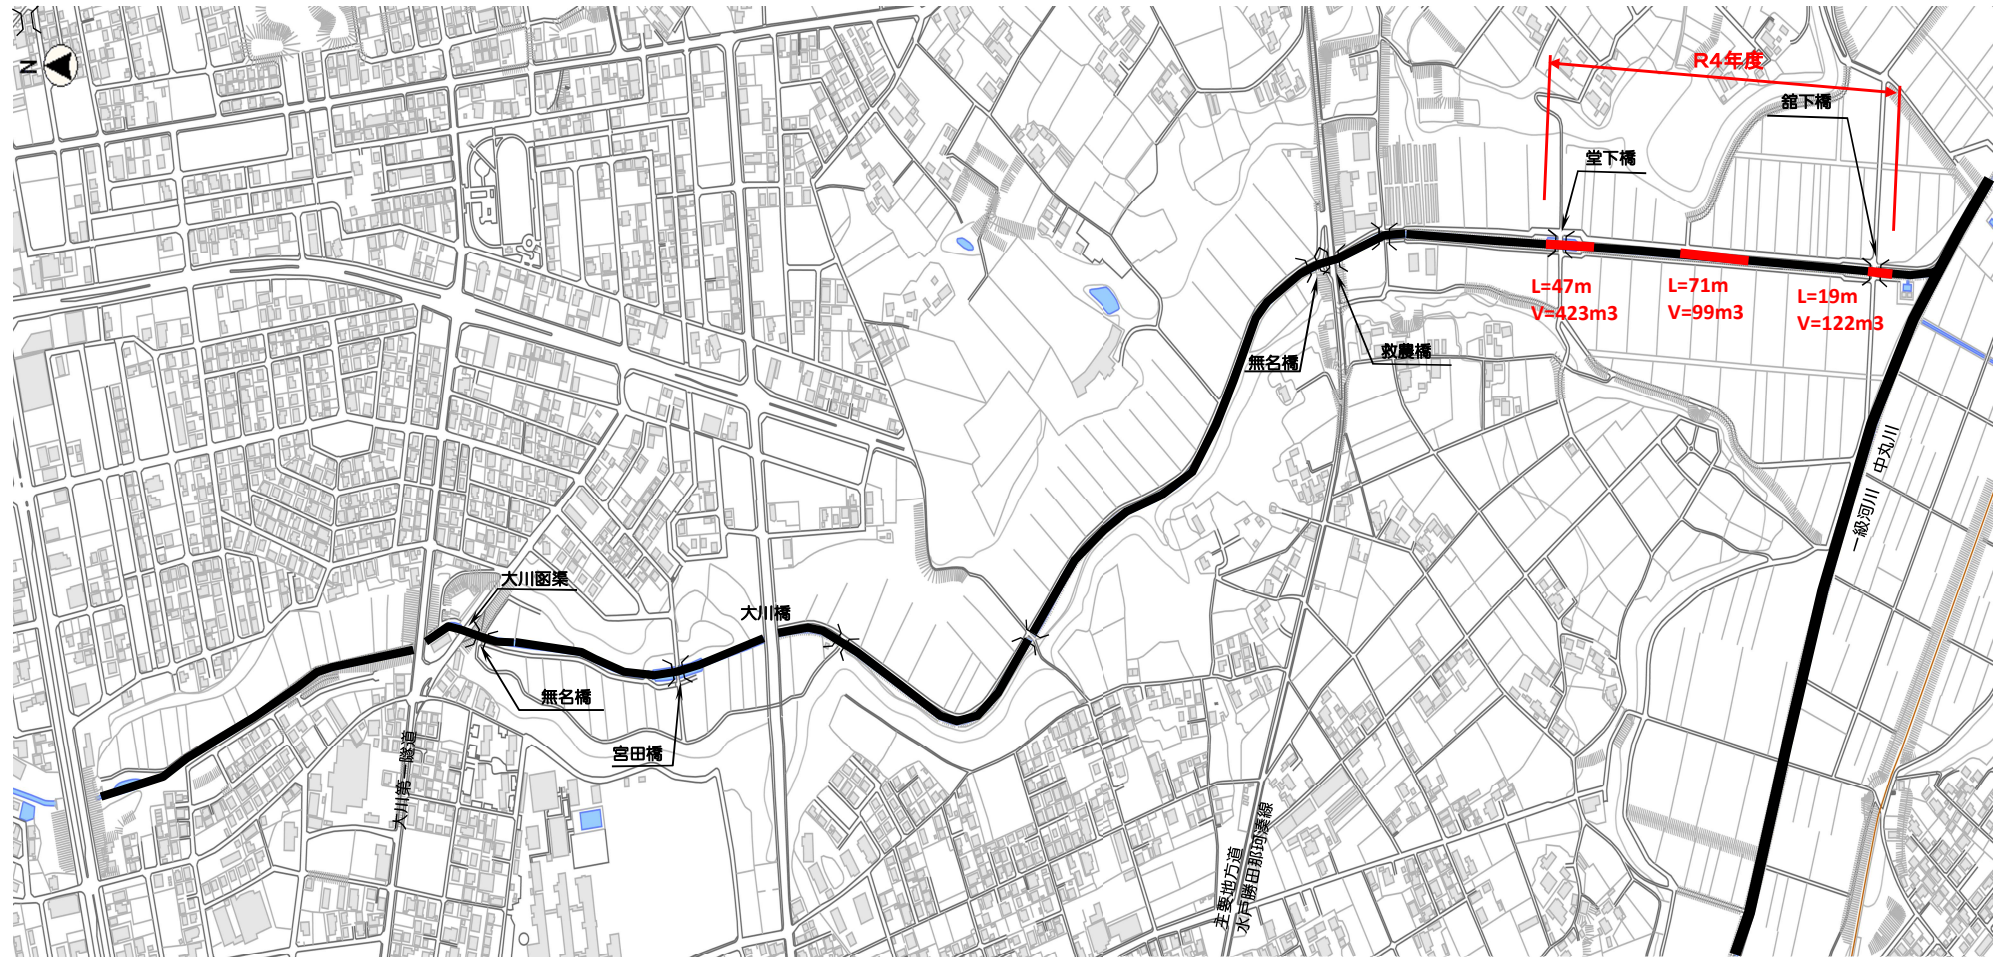 N
R4年度
舘下橋
堂下橋
L=47m
V=423m3
L=71m
V=99m3
L=19m
V=122m3
無名橋
救農橋
一級河川 中丸川
大川函渠
大川橋
無名橋
宮田橋
大川第一隧道
主要地方道
水戸勝田那珂湊線